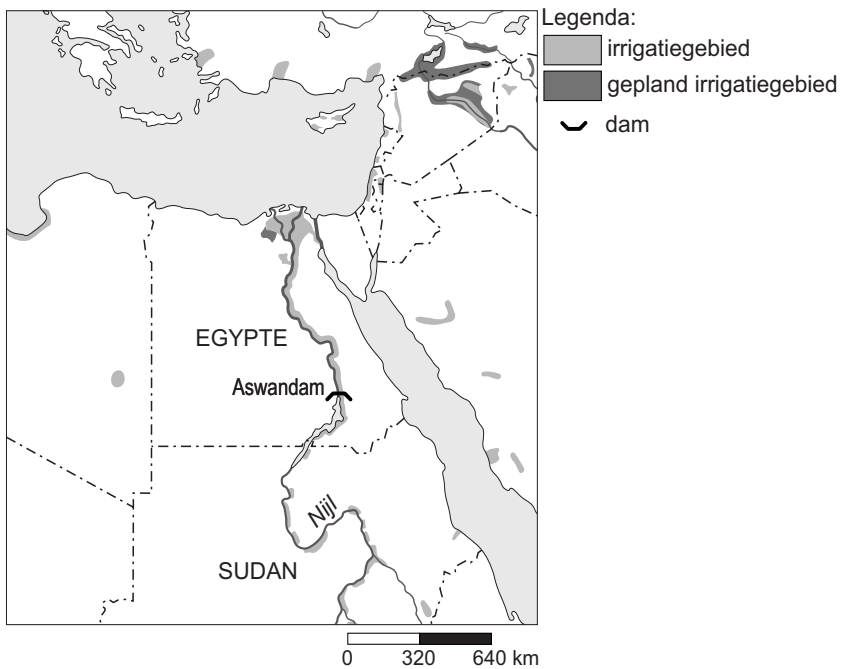 Legenda:
irrigatiegebied
gepland irrigatiegebied
dam
EGYPTE
Aswandam
Nijl
SUDAN
0 320 640 km